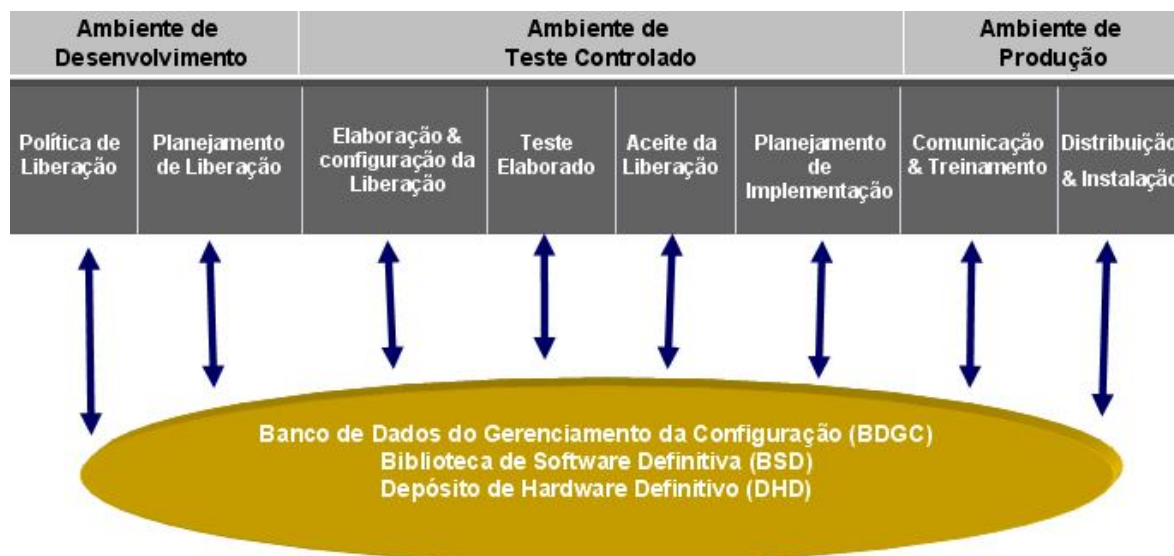 Ambiente de
Desenvolvimento
Ambiente de
Teste Controlado
Ambiente de
Produção
Política de
Liberação
Planejamento
de Liberação
Elaboração &
configuração da
Liberação
Teste
Elaborado
Aceite da
Liberação
Planejamento
de
Implementação
Comunicação
& Treinamento
Distribuição
& Instalação
Banco de Dados do Gerenciamento da Configuração (BDGC)
Biblioteca de Software Definitiva (BSD)
Depósito de Hardware Definitivo (DHD)